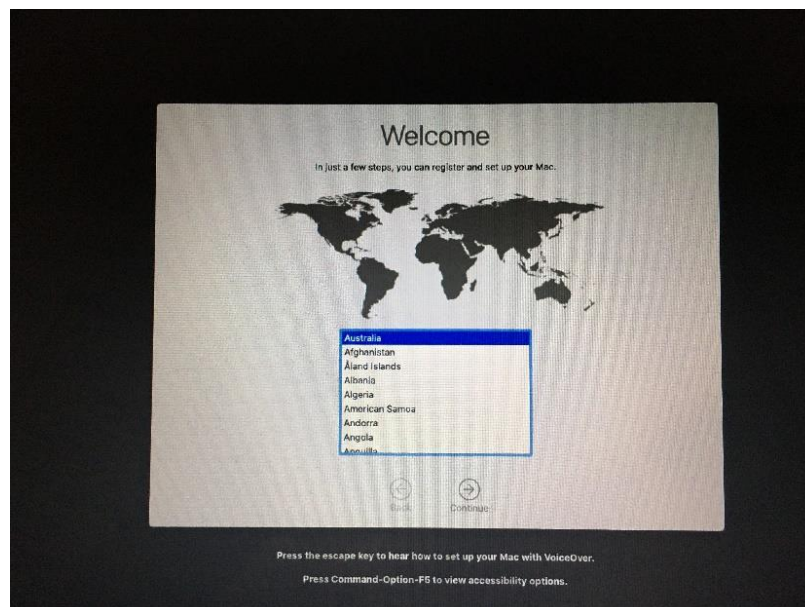 Welcome
In just a few steps, you can register and set up your Mac.
Australia
Afghanistan
Åland Islands
Albania
Algeria
American Samoa
Andorra
Angola
Anguilla
Back
Continue
Press the escape key to hear how to set up your Mac with VoiceOver.
Press Command-Option-F5 to view accessibility options.